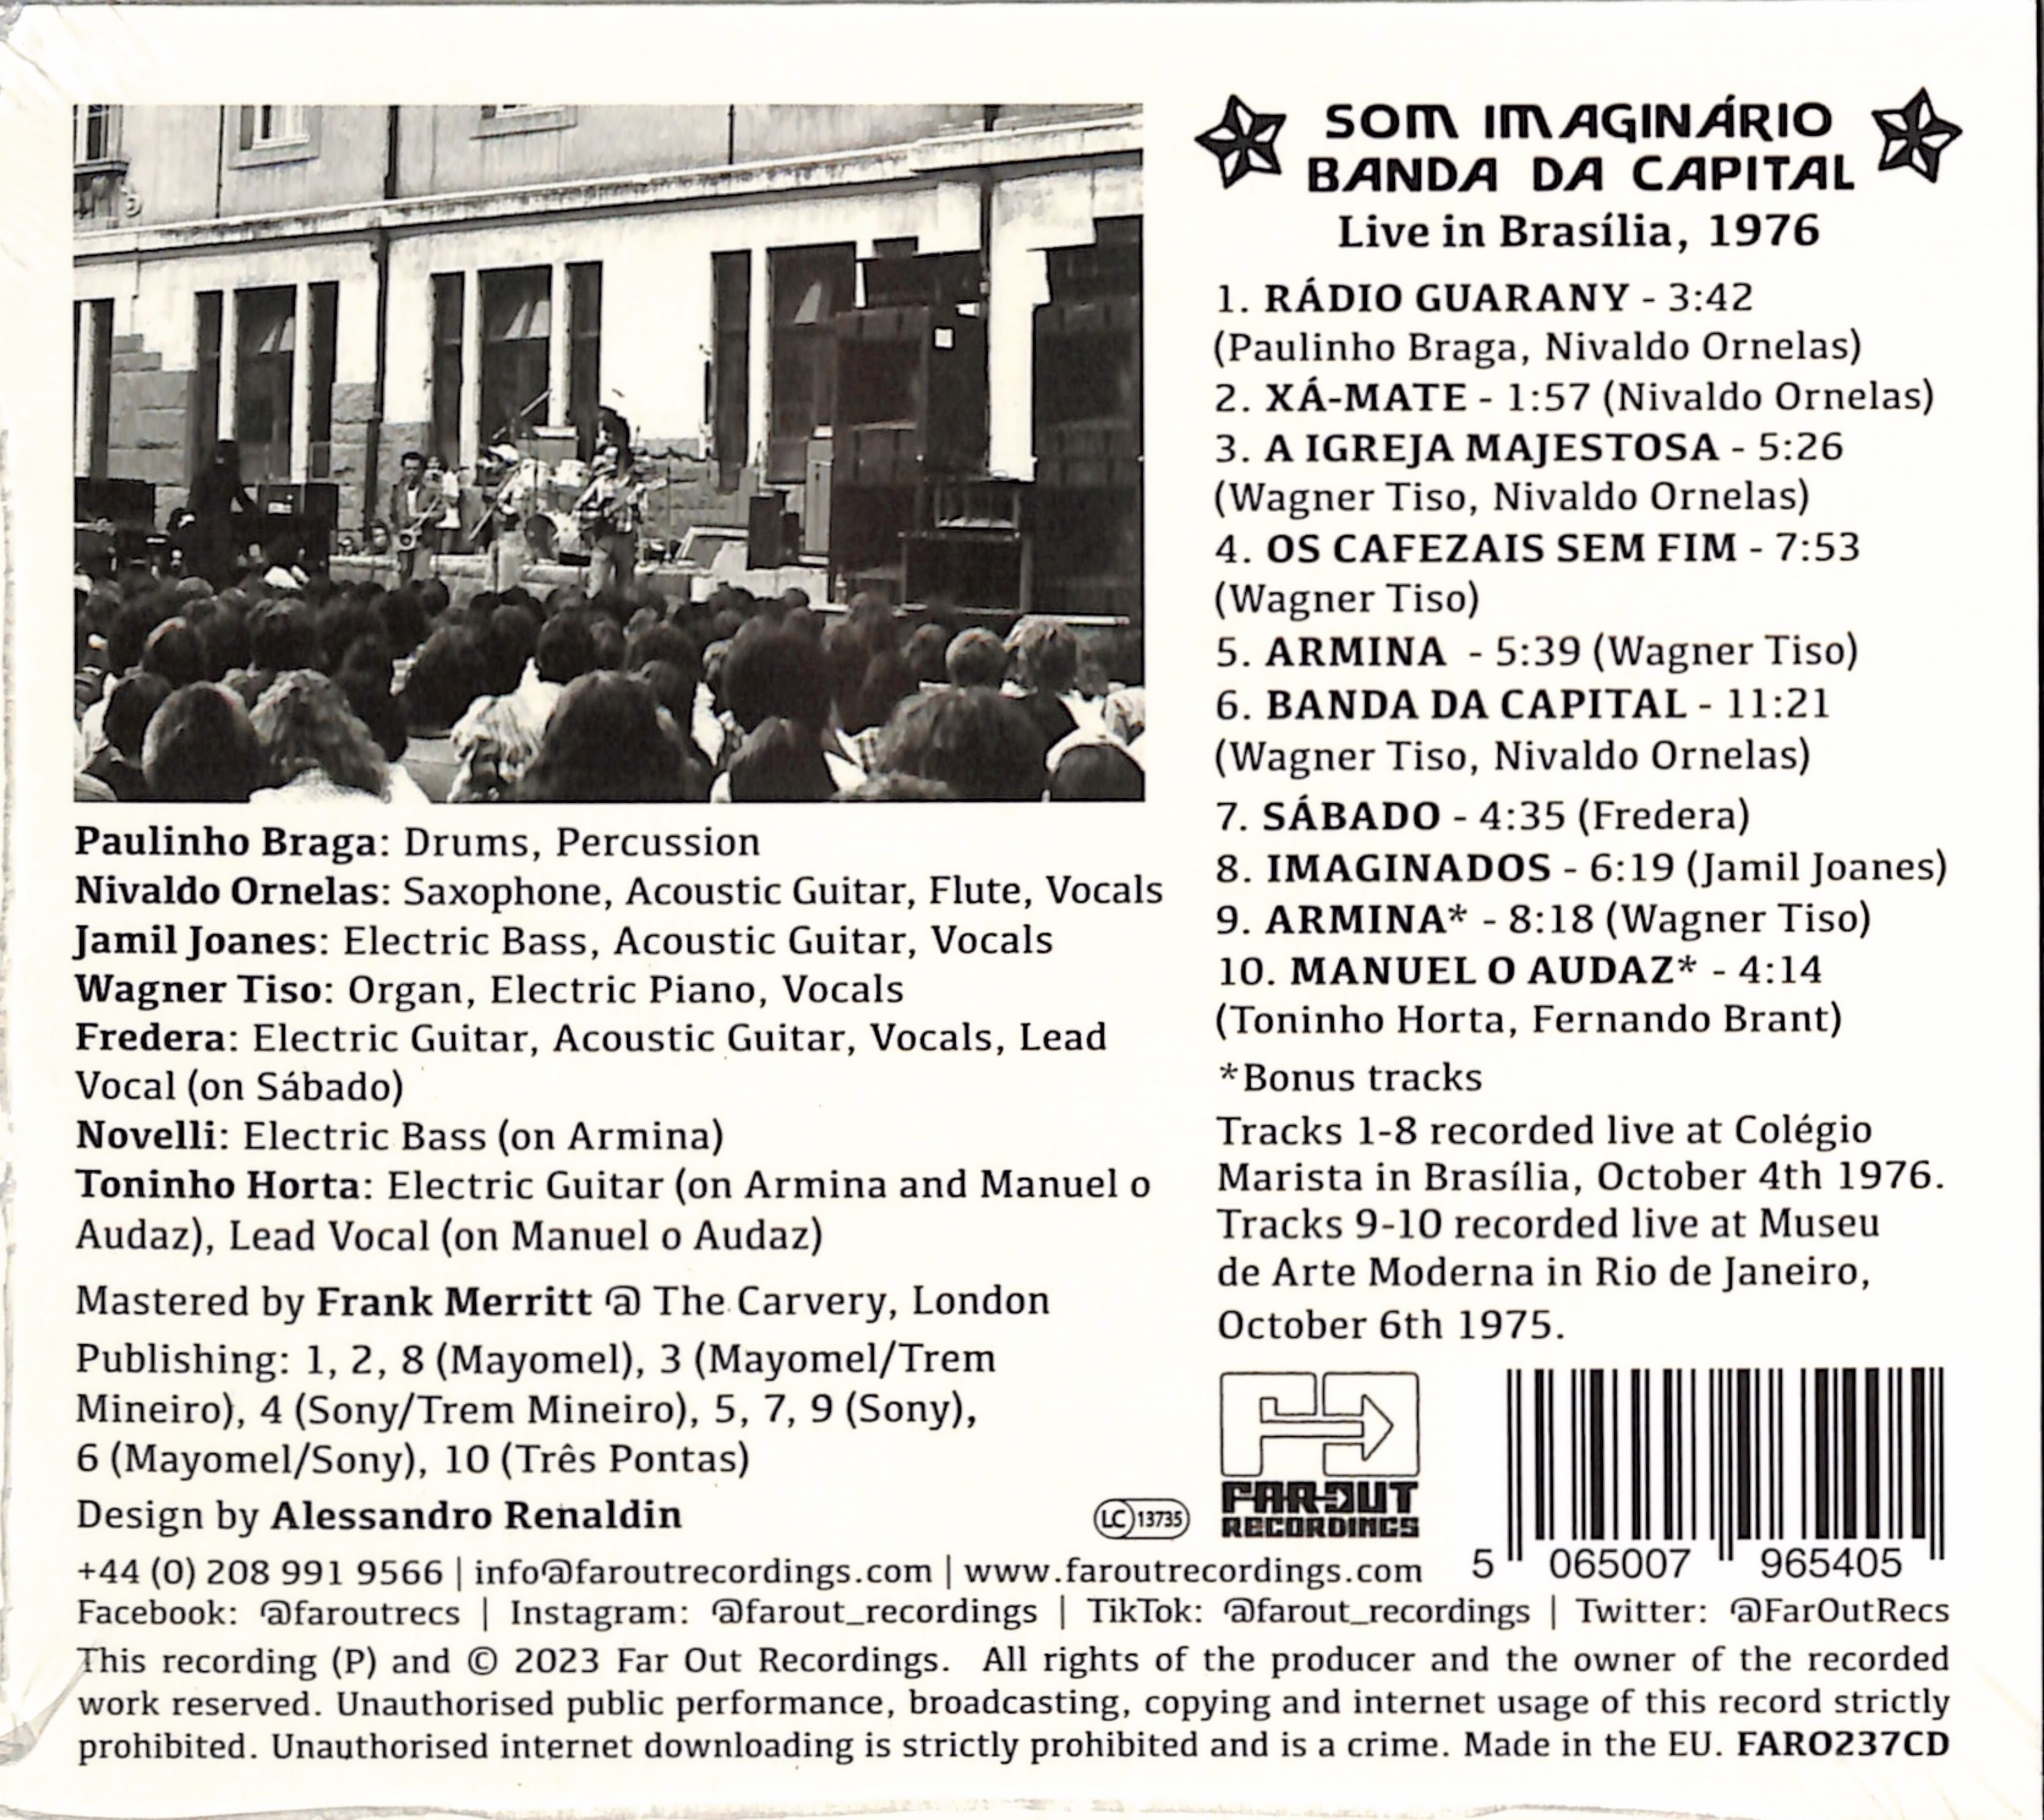 SOM IMAGINÁRIO
BANDA DA CAPITAL
Live in Brasília, 1976
1. RÁDIO GUARANY - 3:42
(Paulinho Braga, Nivaldo Ornelas)
2. XÁ-MATE - 1:57 (Nivaldo Ornelas)
3. A IGREJA MAJESTOSA - 5:26
(Wagner Tiso, Nivaldo Ornelas)
4. OS CAFEZAIS SEM FIM - 7:53
(Wagner Tiso)
5. ARMINA - 5:39 (Wagner Tiso)
6. BANDA DA CAPITAL - 11:21
(Wagner Tiso, Nivaldo Ornelas)
7. SÁBADO - 4:35 (Fredera)
8. IMAGINADOS - 6:19 (Jamil Joanes)
9. ARMINA* - 8:18 (Wagner Tiso)
10. MANUEL O AUDAZ* - 4:14
(Toninho Horta, Fernando Brant)
*Bonus tracks
Tracks 1-8 recorded live at Colégio
Marista in Brasília, October 4th 1976.
Tracks 9-10 recorded live at Museu
de Arte Moderna in Rio de Janeiro,
October 6th 1975.
Paulinho Braga: Drums, Percussion
Nivaldo Ornelas: Saxophone, Acoustic Guitar, Flute, Vocals
Jamil Joanes: Electric Bass, Acoustic Guitar, Vocals
Wagner Tiso: Organ, Electric Piano, Vocals
Fredera: Electric Guitar, Acoustic Guitar, Vocals, Lead
Vocal (on Sábado)
Novelli: Electric Bass (on Armina)
Toninho Horta: Electric Guitar (on Armina and Manuel o
Audaz), Lead Vocal (on Manuel o Audaz)
Mastered by Frank Merritt @ The Carvery, London
Publishing: 1, 2, 8 (Mayomel), 3 (Mayomel/Trem
Mineiro), 4 (Sony/Trem Mineiro), 5, 7, 9 (Sony),
6 (Mayomel/Sony), 10 (Três Pontas)
Design by Alessandro Renaldin
LC 13735
FAR OUT
RECORDINGS
5 065007 965405
+44 (0) 208 991 9566 | info@faroutrecordings.com | www.faroutrecordings.com
Facebook: @faroutrecs | Instagram: @farout_recordings | TikTok: @farout_recordings | Twitter: @FarOutRecs
This recording (P) and © 2023 Far Out Recordings. All rights of the producer and the owner of the recorded
work reserved. Unauthorised public performance, broadcasting, copying and internet usage of this record strictly
prohibited. Unauthorised internet downloading is strictly prohibited and is a crime. Made in the EU. FARO237CD